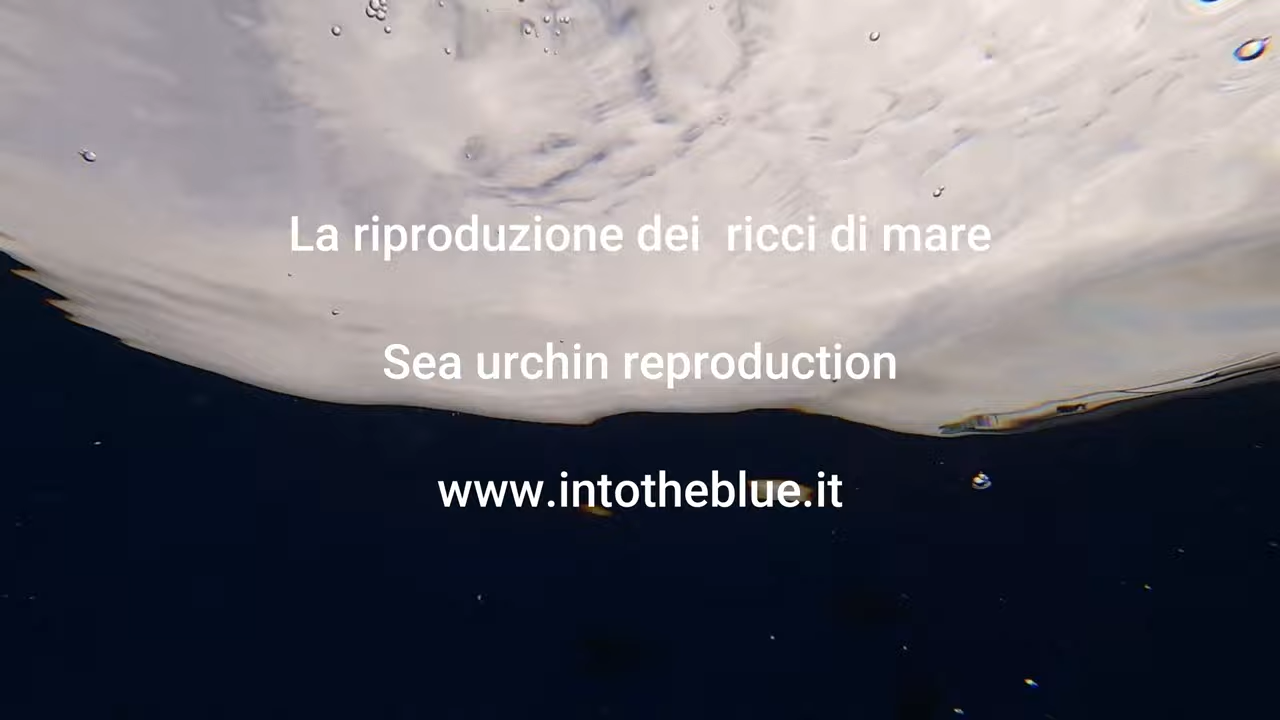 La riproduzione dei  ricci di mare
Sea urchin reproduction
www.intotheblue.it